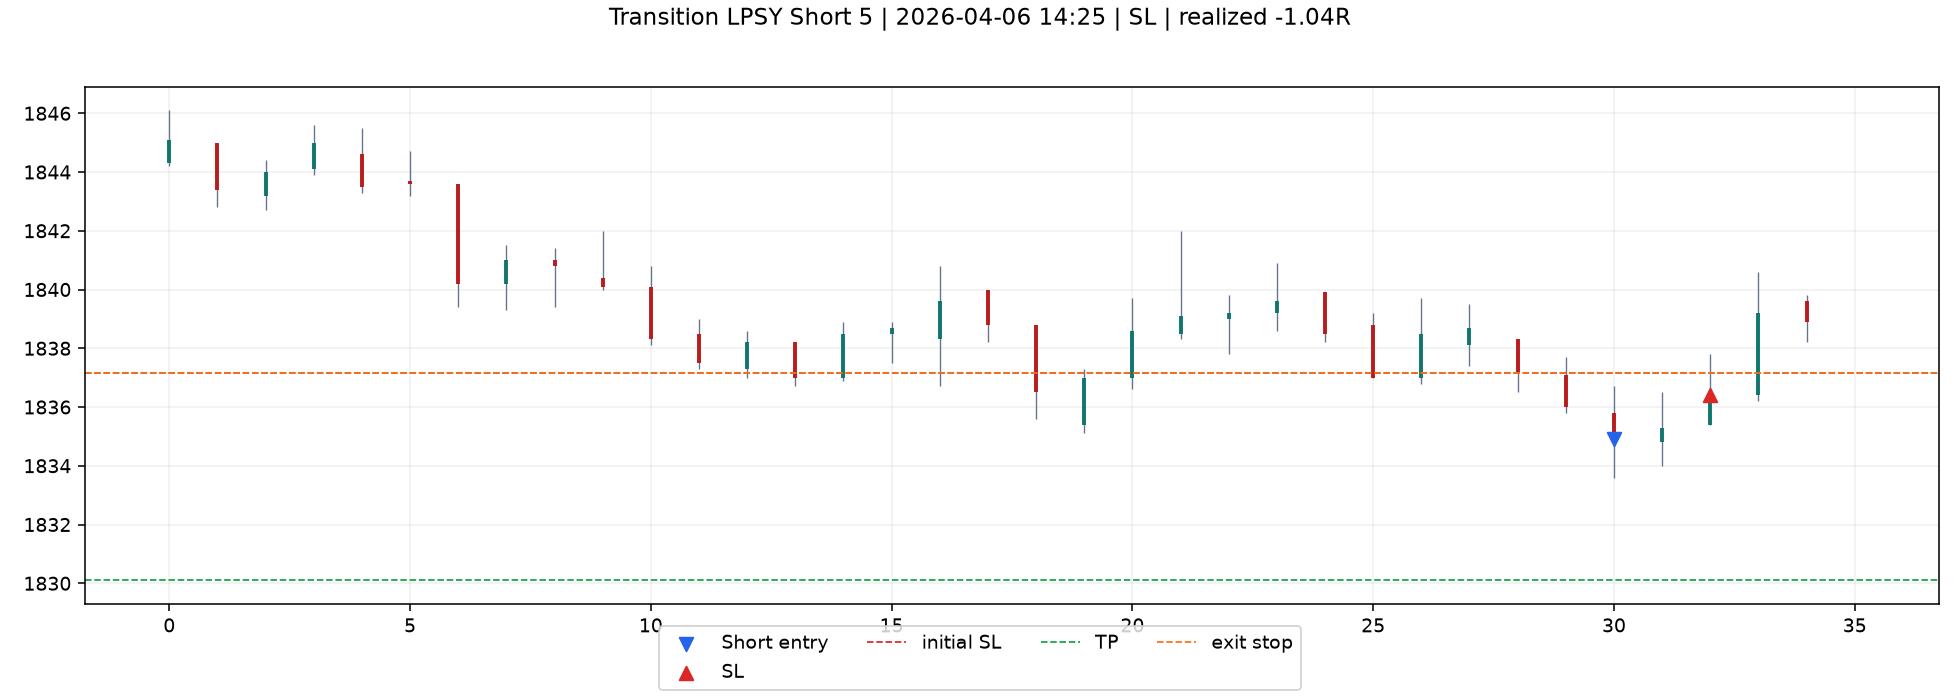 Transition LPSY Short 5 | 2026-04-06 14:25 | SL | realized -1.04R
1846
1844
1842
1840
1838
1836
1834
1832
1830
0 5 10 15 20 25 30 35
Short entry initial SL TP exit stop
SL